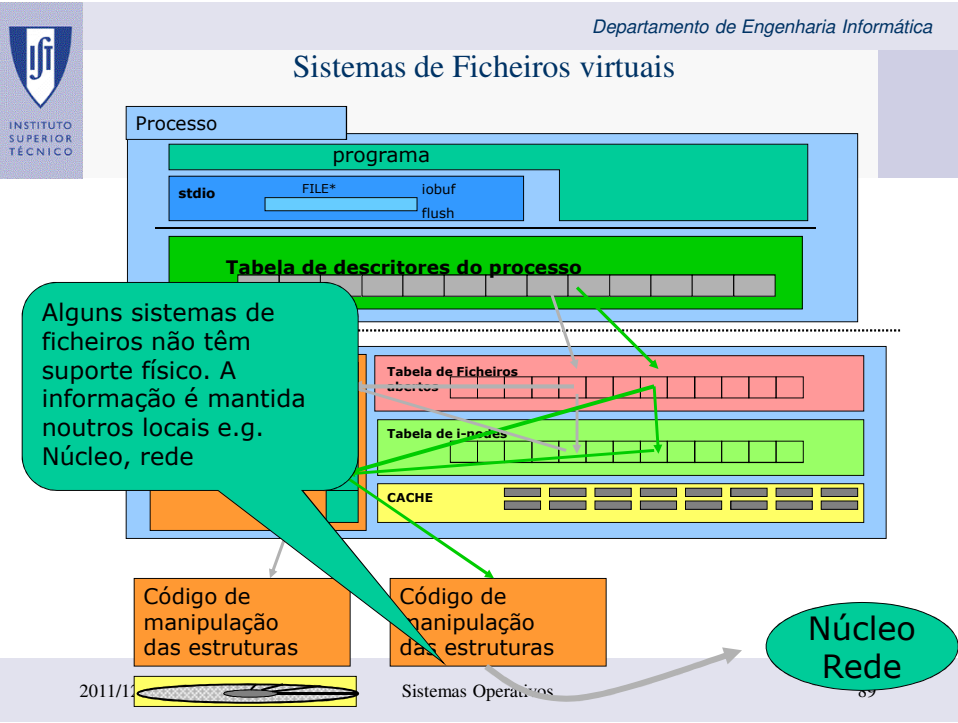 Departamento de Engenharia Informática
Sistemas de Ficheiros virtuais
INSTITUTO
SUPERIOR
TÉCNICO
Processo
programa
stdio
FILE*
iobuf
flush
Tabela de descritores do processo
Alguns sistemas de
ficheiros não têm
suporte físico. A
informação é mantida
noutros locais e.g.
Núcleo, rede
Tabela de Ficheiros
abertos
Tabela de i-nodes
CACHE
Código de
manipulação
das estruturas
Código de
manipulação
das estruturas
Núcleo
Rede
Sistemas Operativos
89